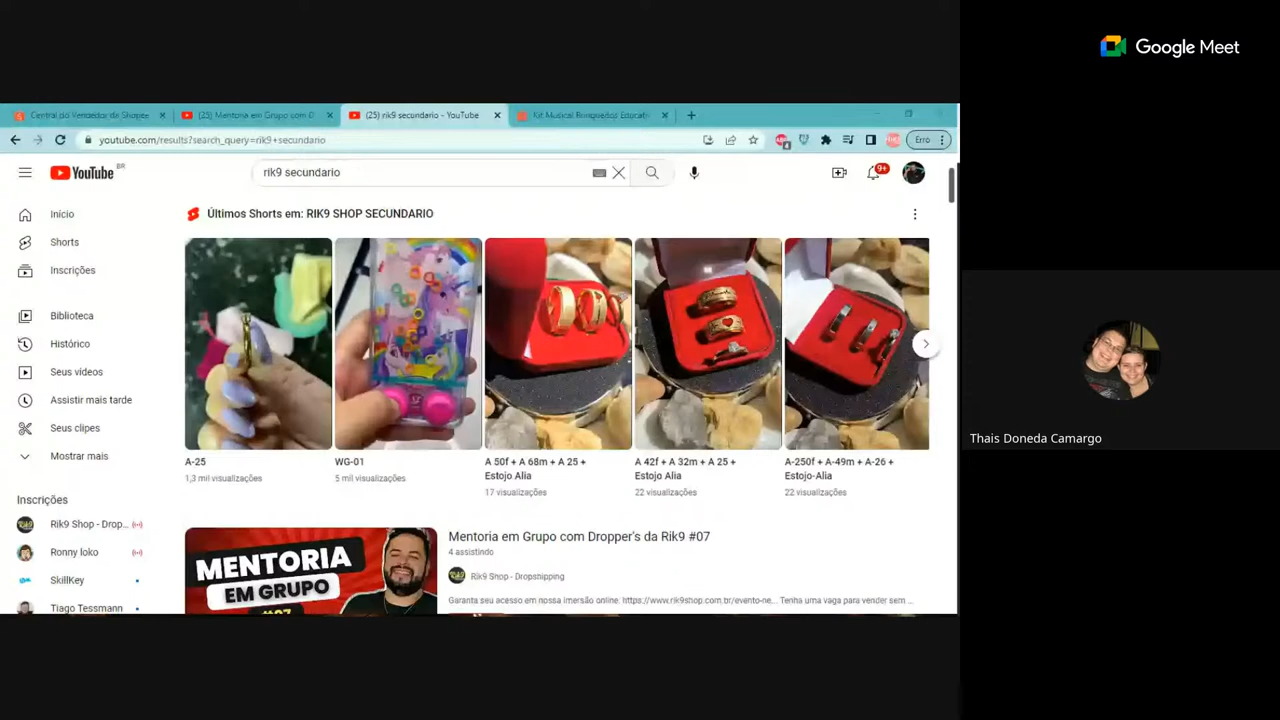 Google Meet
Central do Vendedor da Shopee
(25) Mentoria em Grupo com D
(25) rik9 secundario - YouTube
Kit Musical Brinquedos Educati
youtube.com/results?search_query=rik9+secundario
Erro
YouTube BR
rik9 secundario
9+
Início
Shorts
Inscrições
Biblioteca
Histórico
Seus vídeos
Assistir mais tarde
Seus clipes
Mostrar mais
Inscrições
Rik9 Shop - Drop...
Ronny loko
SkillKey
Tiago Tessmann
Últimos Shorts em: RIK9 SHOP SECUNDARIO
A-25
1,3 mil visualizações
WG-01
5 mil visualizações
A 50f + A 68m + A 25 +
Estojo Alia
17 visualizações
A 42f + A 32m + A 25 +
Estojo Alia
22 visualizações
A-250f + A-49m + A-26 +
Estojo-Alia
22 visualizações
MENTORIA
EM GRUPO
#07
Mentoria em Grupo com Dropper's da Rik9 #07
4 assistindo
Rik9 Shop - Dropshipping
Garanta seu acesso em nossa imersão online: https://www.rik9shop.com.br/evento-ne... Tenha uma vaga para vender sem ...
Thais Doneda Camargo